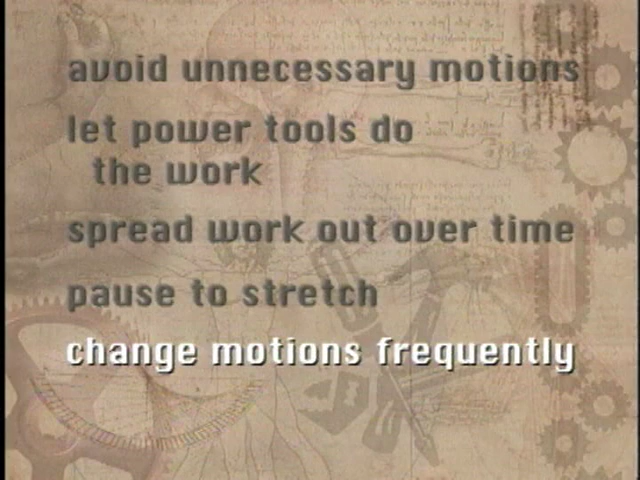 avoid unnecessary motions
let power tools do
the work
spread work out over time
pause to stretch
change motions frequently